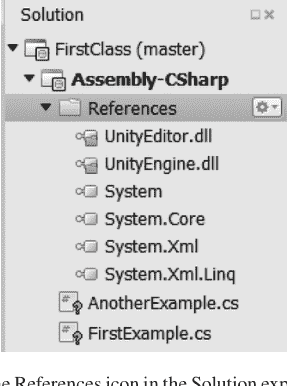 Solution
FirstClass (master)
Assembly-CSharp
References
UnityEditor.dll
UnityEngine.dll
System
System.Core
System.Xml
System.Xml.Linq
AnotherExample.cs
FirstExample.cs
e References icon in the Solution exp